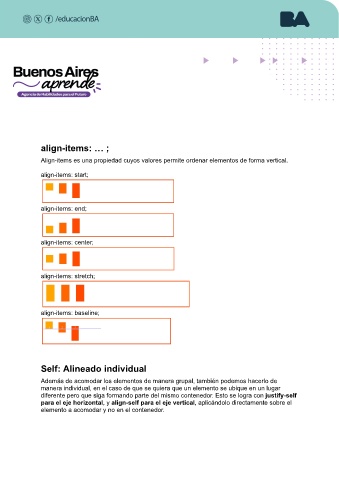 /educacionBA
BA
Buenos Aires
aprende
Agencia de Habilidades para el Futuro
align-items: … ;
Align-items es una propiedad cuyos valores permite ordenar elementos de forma vertical.
align-items: start;
align-items: end;
align-items: center;
align-items: stretch;
align-items: baseline;
Self: Alineado individual
Además de acomodar los elementos de manera grupal, también podemos hacerlo de
manera individual, en el caso de que se quiera que un elemento se ubique en un lugar
diferente pero que siga formando parte del mismo contenedor. Esto se logra con justify-self
para el eje horizontal, y align-self para el eje vertical, aplicándolo directamente sobre el
elemento a acomodar y no en el contenedor.